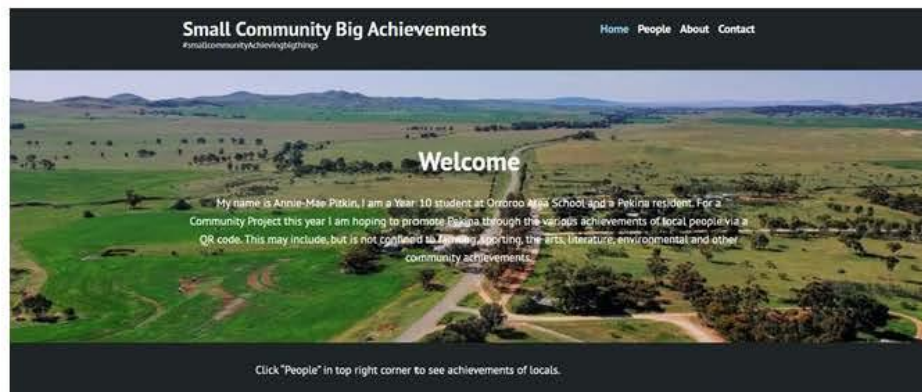 Small Community Big Achievements
#smallcommunityAchievingbigthings
Home People About Contact
Welcome
My name is Annie-Mae Pitkin, I am a Year 10 student at Orroroo Area School and a Pekina resident. For a
Community Project this year I am hoping to promote Pekina through the various achievements of local people via a
QR code. This may include, but is not confined to farming, sporting, the arts, literature, environmental and other
community achievements.
Click "People" in top right corner to see achievements of locals.